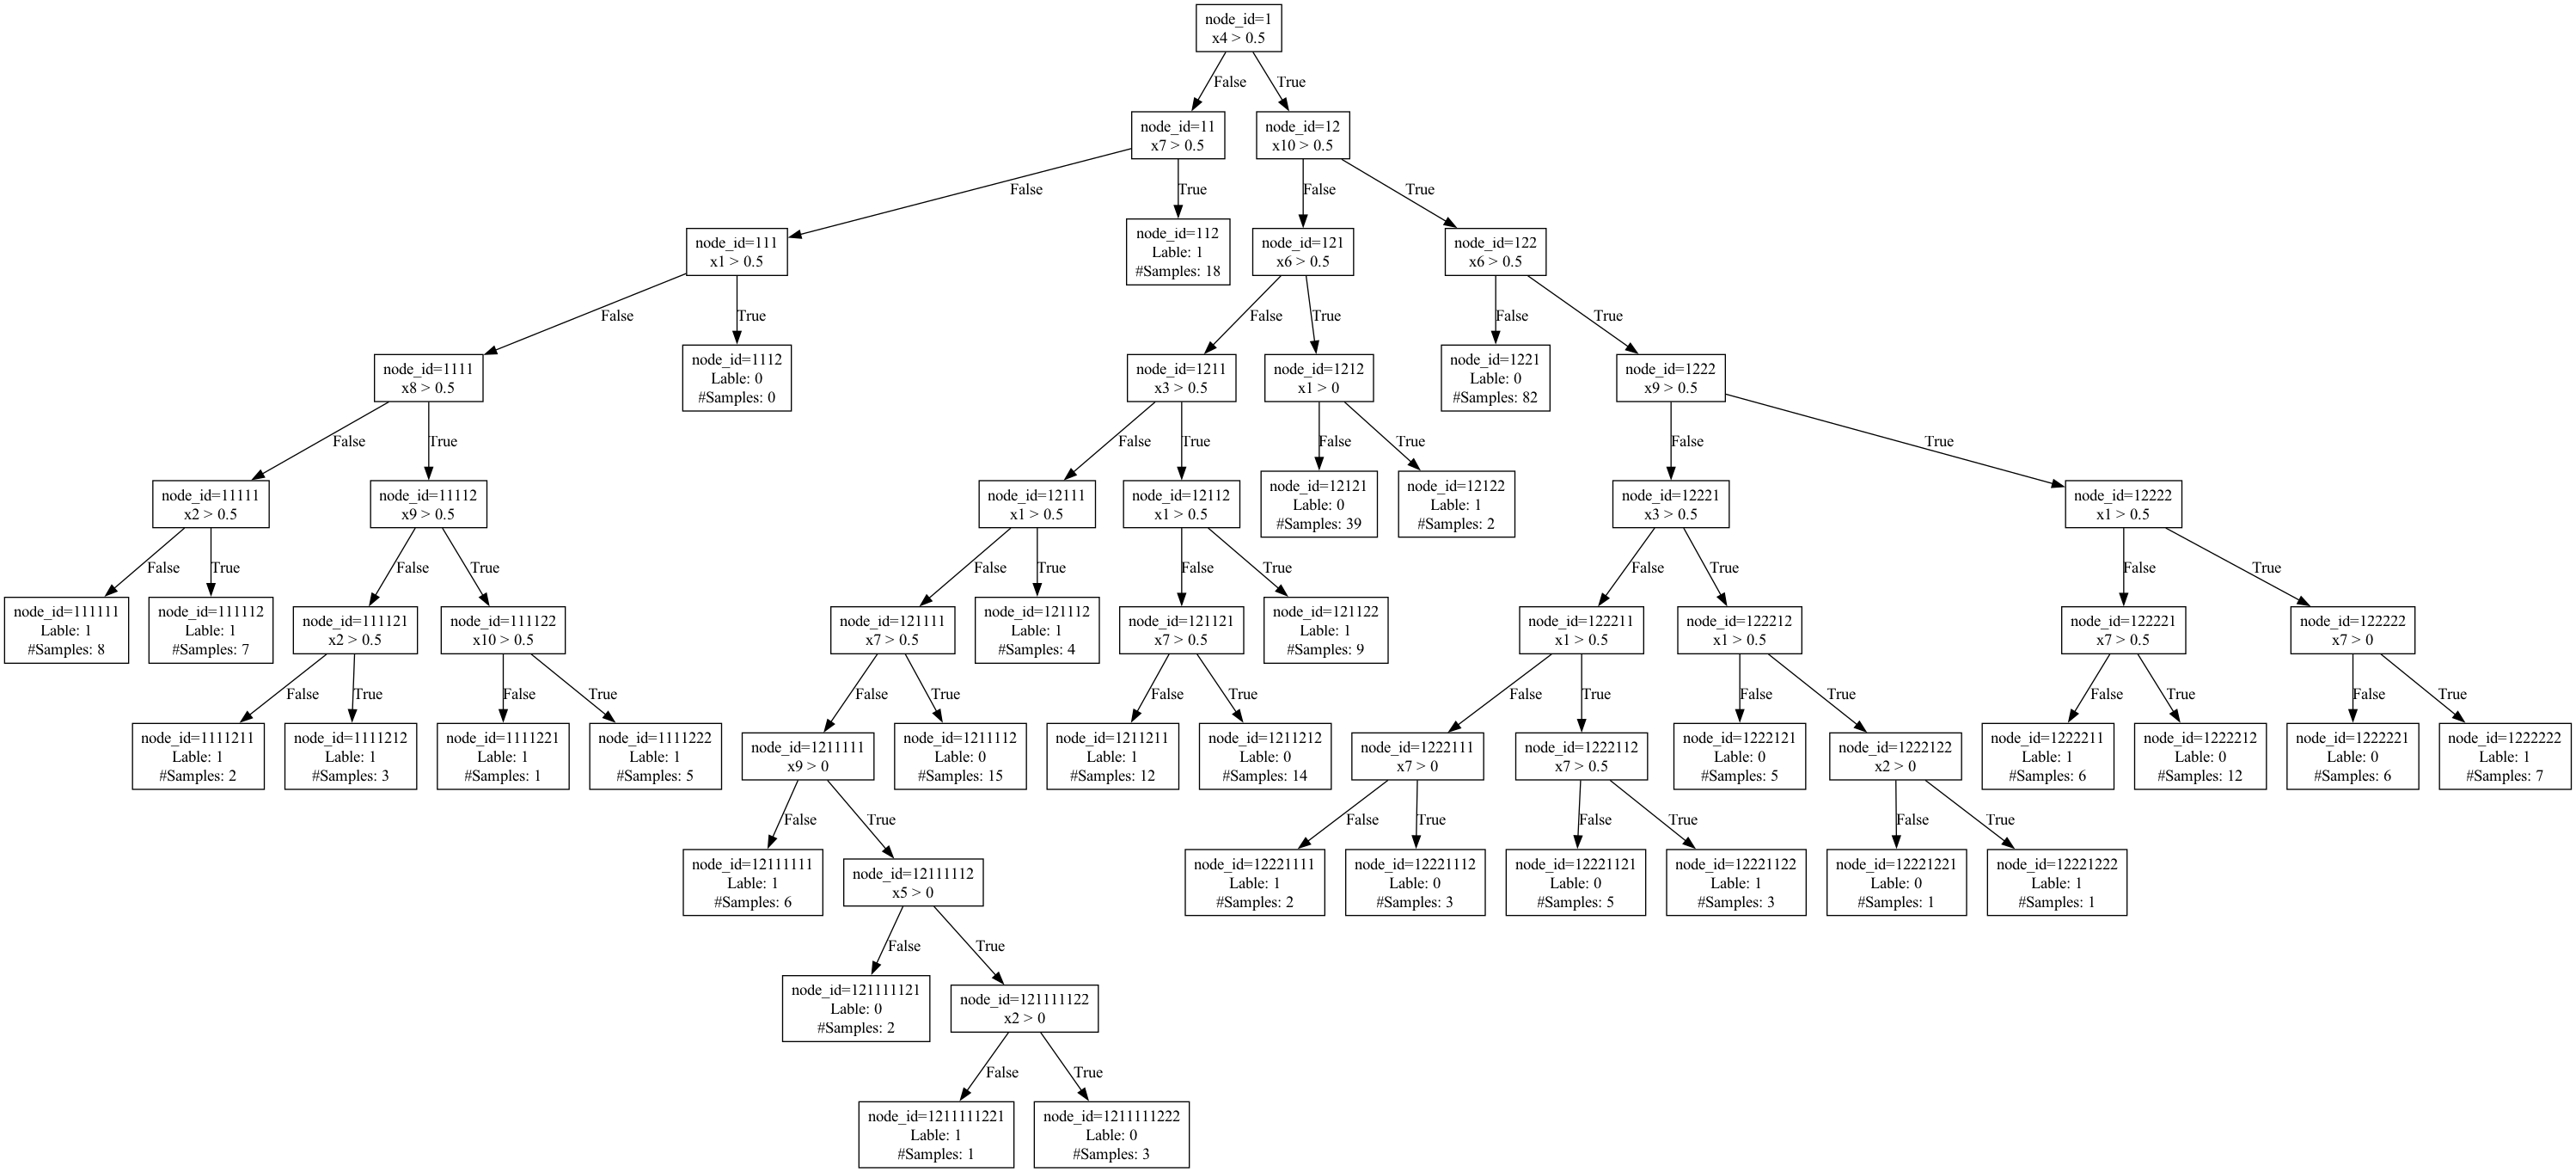 node_id=1
x4 > 0.5
False
True
node_id=11
x7 > 0.5
node_id=12
x10 > 0.5
False
True
False
True
node_id=111
x1 > 0.5
node_id=112
Lable: 1
#Samples: 18
node_id=121
x6 > 0.5
node_id=122
x6 > 0.5
False
True
False
True
False
True
node_id=1111
x8 > 0.5
node_id=1112
Lable: 0
#Samples: 0
node_id=1211
x3 > 0.5
node_id=1212
x1 > 0
node_id=1221
Lable: 0
#Samples: 82
node_id=1222
x9 > 0.5
False
True
False
True
False
True
False
True
node_id=11111
x2 > 0.5
node_id=11112
x9 > 0.5
node_id=12111
x1 > 0.5
node_id=12112
x1 > 0.5
node_id=12121
Lable: 0
#Samples: 39
node_id=12122
Lable: 1
#Samples: 2
node_id=12221
x3 > 0.5
node_id=12222
x1 > 0.5
False
True
False
True
False
True
False
True
False
True
False
True
node_id=111111
Lable: 1
#Samples: 8
node_id=111112
Lable: 1
#Samples: 7
node_id=111121
x2 > 0.5
node_id=111122
x10 > 0.5
node_id=121111
x7 > 0.5
node_id=121112
Lable: 1
#Samples: 4
node_id=121121
x7 > 0.5
node_id=121122
Lable: 1
#Samples: 9
node_id=122211
x1 > 0.5
node_id=122212
x1 > 0.5
node_id=122221
x7 > 0.5
node_id=122222
x7 > 0
False
True
False
True
False
True
False
True
False
True
False
True
False
True
False
True
node_id=1111211
Lable: 1
#Samples: 2
node_id=1111212
Lable: 1
#Samples: 3
node_id=1111221
Lable: 1
#Samples: 1
node_id=1111222
Lable: 1
#Samples: 5
node_id=1211111
x9 > 0
node_id=1211112
Lable: 0
#Samples: 15
node_id=1211211
Lable: 1
#Samples: 12
node_id=1211212
Lable: 0
#Samples: 14
node_id=1222111
x7 > 0
node_id=1222112
x7 > 0.5
node_id=1222121
Lable: 0
#Samples: 5
node_id=1222122
x2 > 0
node_id=1222211
Lable: 1
#Samples: 6
node_id=1222212
Lable: 0
#Samples: 12
node_id=1222221
Lable: 0
#Samples: 6
node_id=1222222
Lable: 1
#Samples: 7
False
True
False
True
False
True
False
True
node_id=12111111
Lable: 1
#Samples: 6
node_id=12111112
x5 > 0
node_id=12221111
Lable: 1
#Samples: 2
node_id=12221112
Lable: 0
#Samples: 3
node_id=12221121
Lable: 0
#Samples: 5
node_id=12221122
Lable: 1
#Samples: 3
node_id=12221221
Lable: 0
#Samples: 1
node_id=12221222
Lable: 1
#Samples: 1
False
True
node_id=121111121
Lable: 0
#Samples: 2
node_id=121111122
x2 > 0
False
True
node_id=1211111221
Lable: 1
#Samples: 1
node_id=1211111222
Lable: 0
#Samples: 3